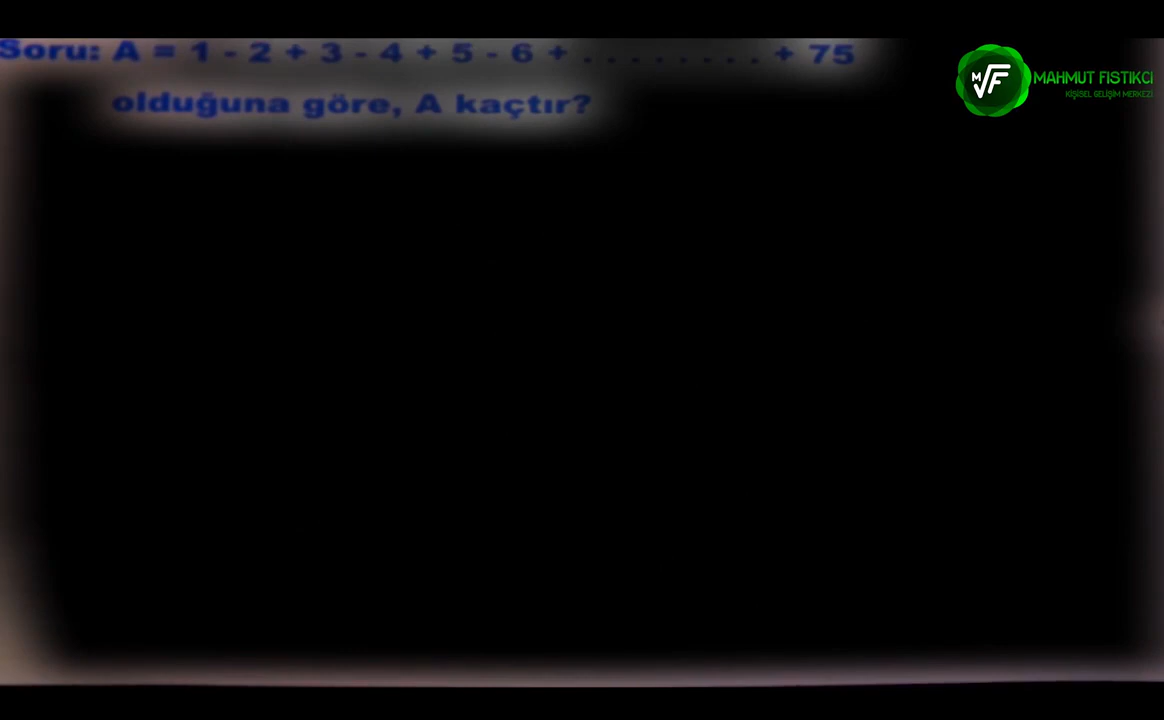 Soru: A = 1 - 2 + 3 - 4 + 5 - 6 + . . . . . . . . + 75
olduğuna göre, A kaçtır?
MVF
MAHMUT FISTIKCI
KİŞİSEL GELİŞİM MERKEZİ